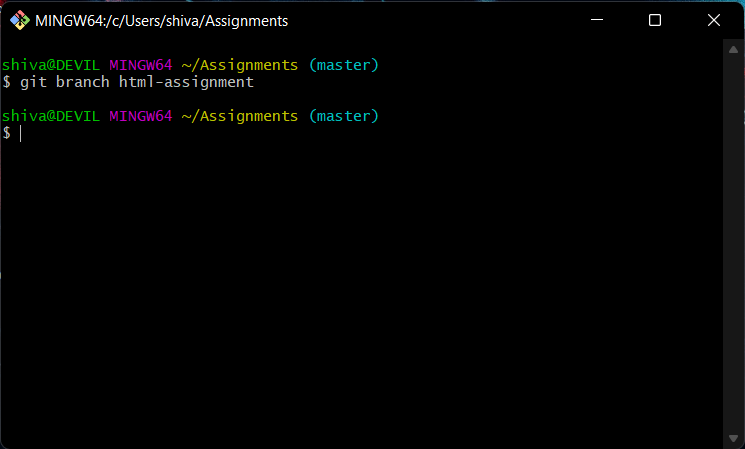 MINGW64:/c/Users/shiva/Assignments
shiva@DEVIL MINGW64 ~/Assignments (master)
$ git branch html-assignment
shiva@DEVIL MINGW64 ~/Assignments (master)
$